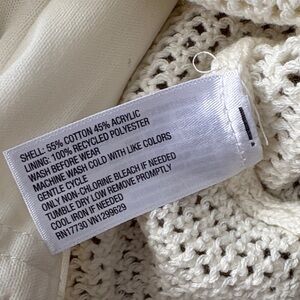 SHELL: 55% COTTON 45% ACRYLIC
LINING: 100% RECYCLED POLYESTER
WASH BEFORE WEAR
MACHINE WASH COLD WITH LIKE COLORS
GENTLE CYCLE
ONLY NON-CHLORINE BLEACH IF NEEDED
TUMBLE DRY LOW REMOVE PROMPTLY
COOL IRON IF NEEDED
RN17730 VN1299629